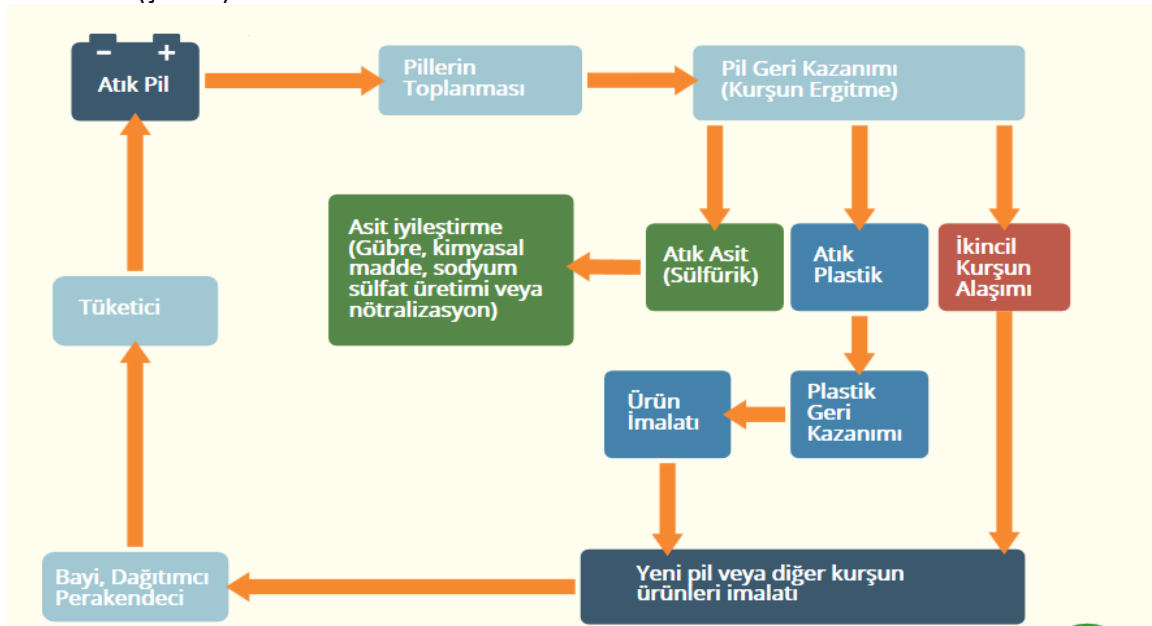 − +
Atık Pil
Pillerin
Toplanması
Pil Geri Kazanımı
(Kurşun Ergitme)
Asit iyileştirme
(Gübre, kimyasal
madde, sodyum
sülfat üretimi veya
nötralizasyon)
Atık Asit
(Sülfürik)
Atık
Plastik
İkincil
Kurşun
Alaşımı
Tüketici
Ürün
İmalatı
Plastik
Geri
Kazanımı
Bayi, Dağıtımcı
Perakendeci
Yeni pil veya diğer kurşun
ürünleri imalatı